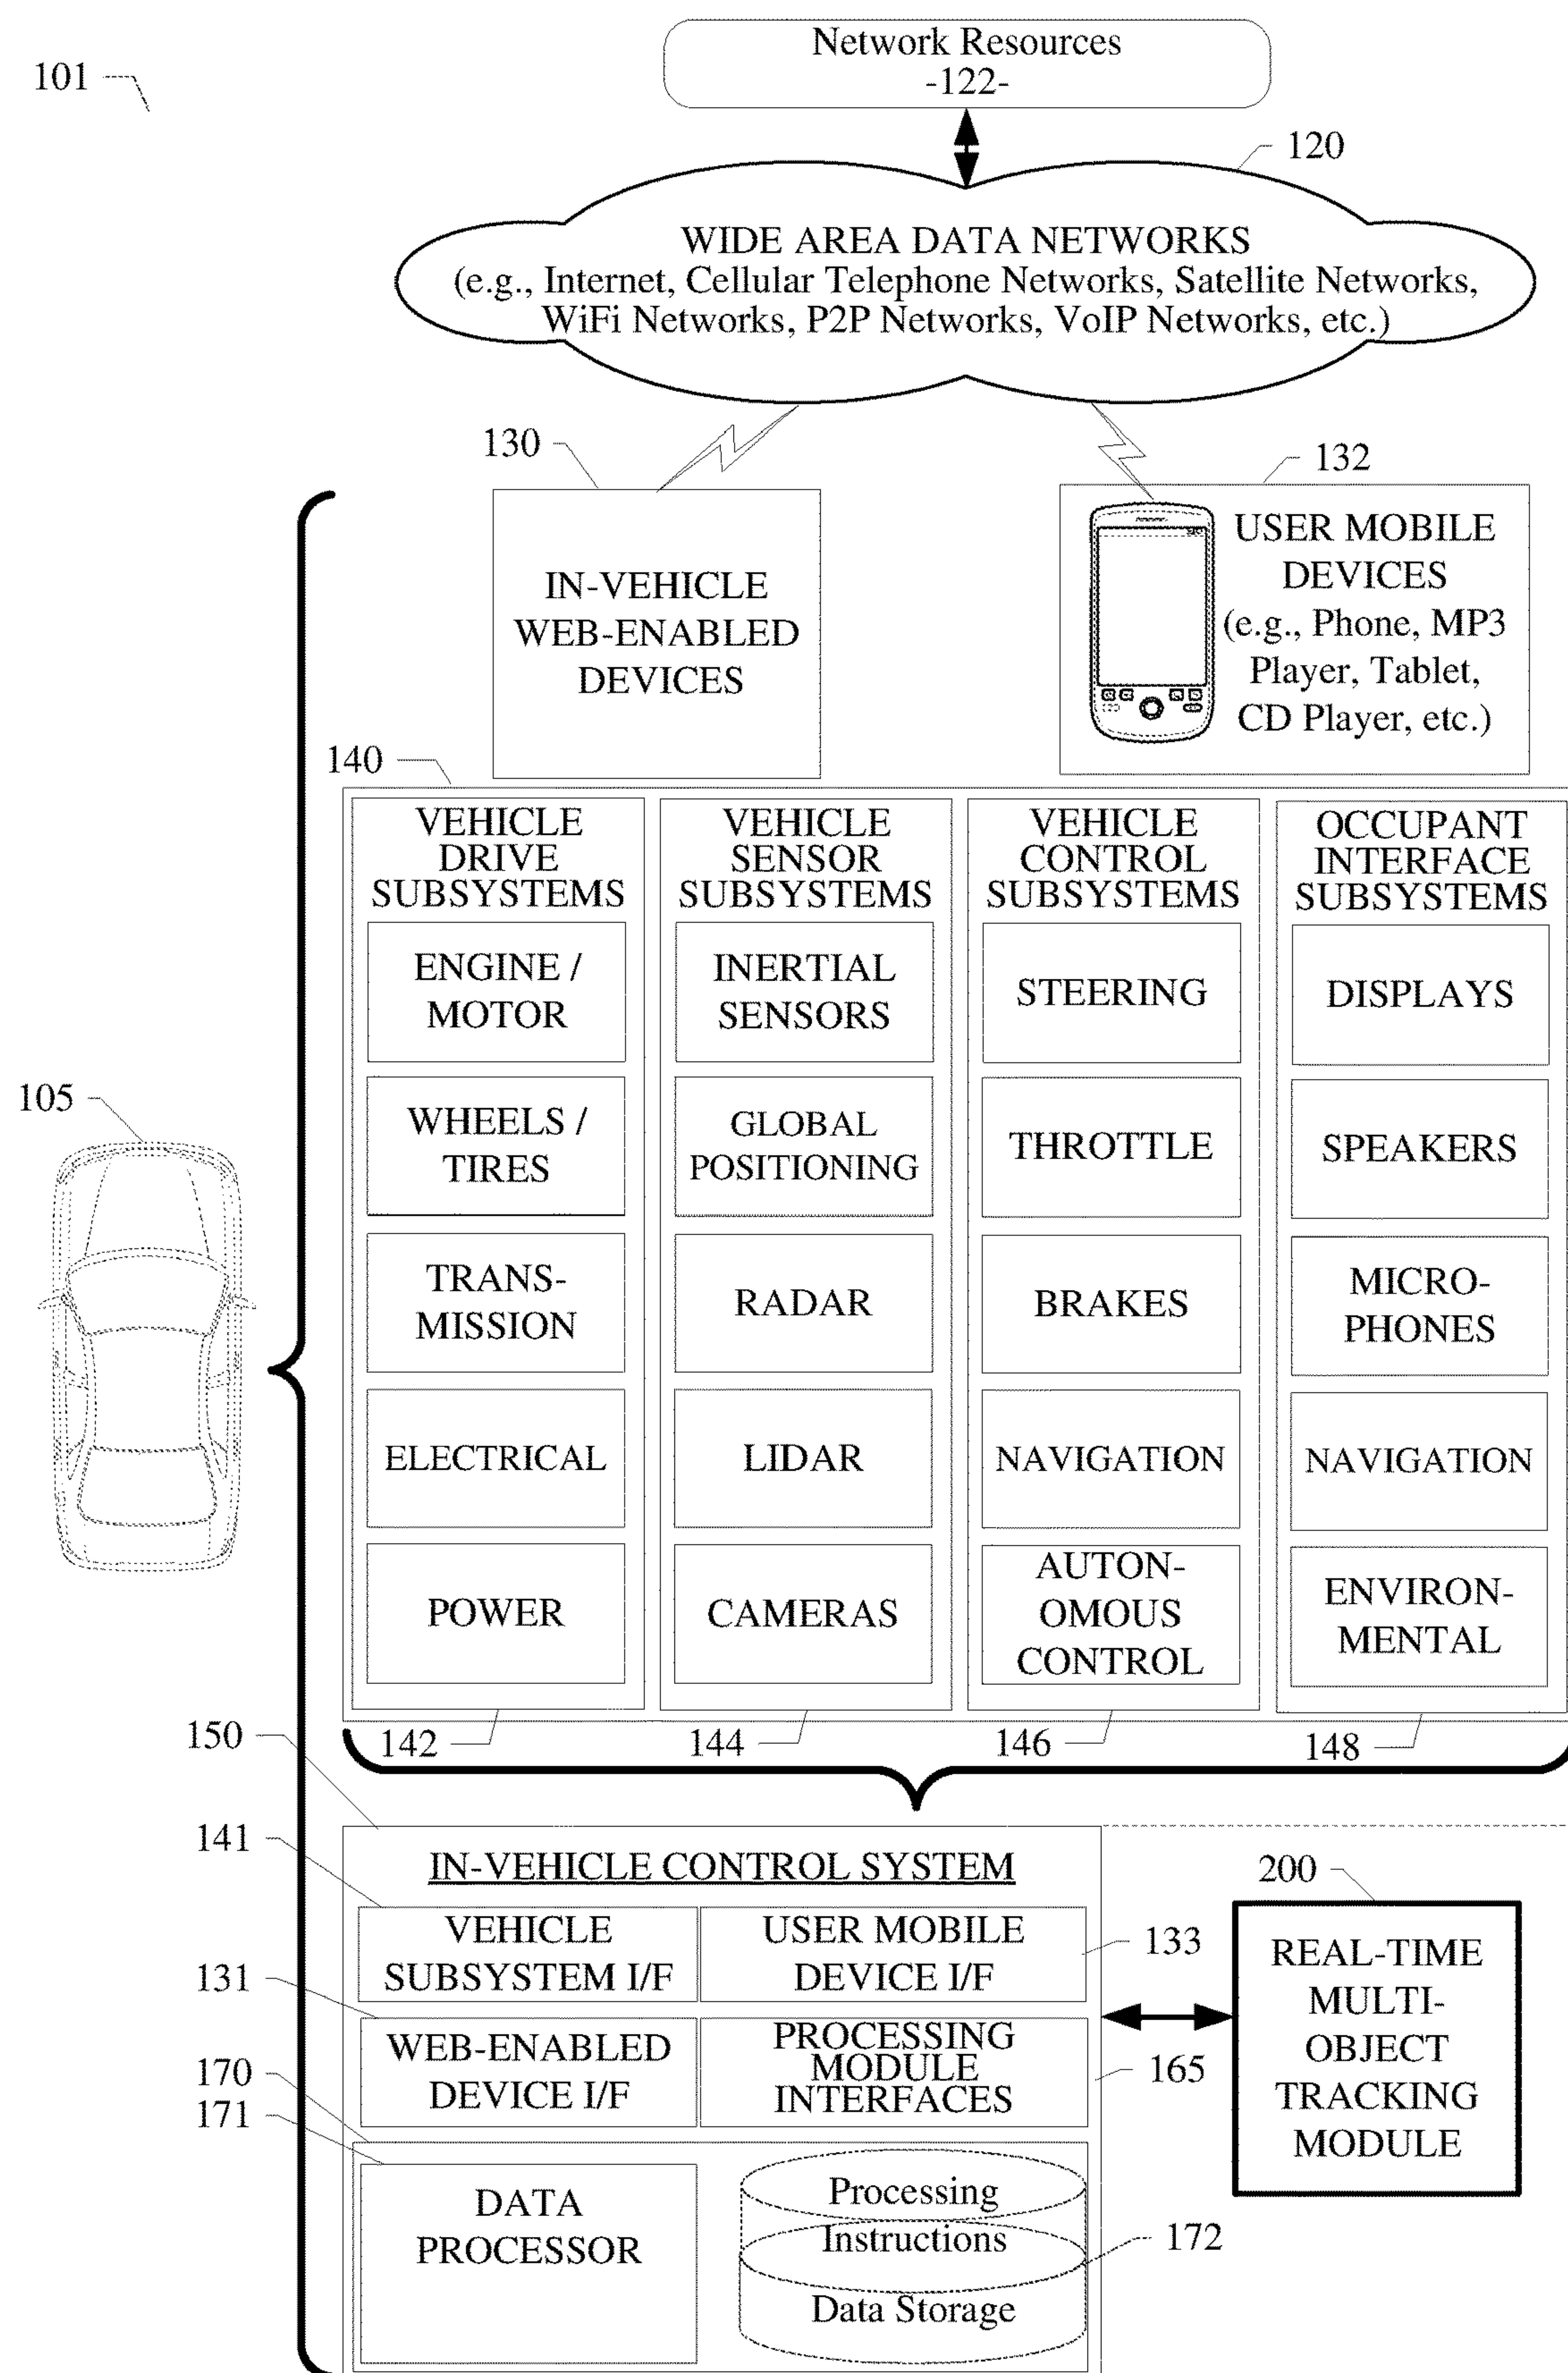 101
Network Resources
-122-
120
WIDE AREA DATA NETWORKS
(e.g., Internet, Cellular Telephone Networks, Satellite Networks,
WiFi Networks, P2P Networks, VoIP Networks, etc.)
130
132
IN-VEHICLE
WEB-ENABLED
DEVICES
USER MOBILE
DEVICES
(e.g., Phone, MP3
Player, Tablet,
CD Player, etc.)
140
VEHICLE
DRIVE
SUBSYSTEMS
ENGINE /
MOTOR
WHEELS /
TIRES
TRANS-
MISSION
ELECTRICAL
POWER
142
VEHICLE
SENSOR
SUBSYSTEMS
INERTIAL
SENSORS
GLOBAL
POSITIONING
RADAR
LIDAR
CAMERAS
144
VEHICLE
CONTROL
SUBSYSTEMS
STEERING
THROTTLE
BRAKES
NAVIGATION
AUTON-
OMOUS
CONTROL
146
OCCUPANT
INTERFACE
SUBSYSTEMS
DISPLAYS
SPEAKERS
MICRO-
PHONES
NAVIGATION
ENVIRON-
MENTAL
148
105
150
IN-VEHICLE CONTROL SYSTEM
141
VEHICLE
SUBSYSTEM I/F
USER MOBILE
DEVICE I/F
133
131
WEB-ENABLED
DEVICE I/F
PROCESSING
MODULE
INTERFACES
165
170
171
DATA
PROCESSOR
Processing
Instructions
Data Storage
172
200
REAL-TIME
MULTI-
OBJECT
TRACKING
MODULE